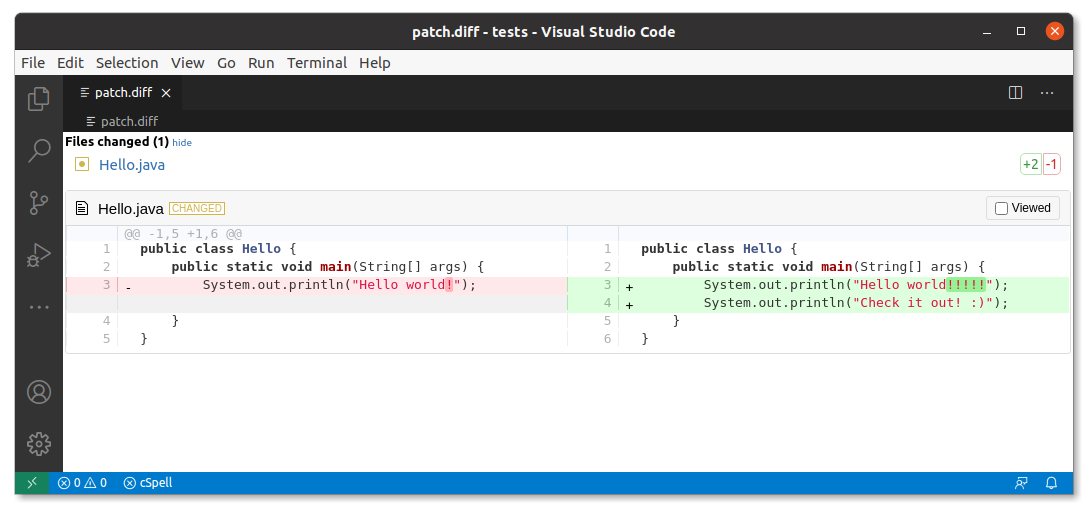 patch.diff - tests - Visual Studio Code
File Edit Selection View Go Run Terminal Help
patch.diff
patch.diff
Files changed (1) hide
Hello.java +2 -1
Hello.java CHANGED Viewed
@@ -1,5 +1,6 @@
1 public class Hello { 1 public class Hello {
2 public static void main(String[] args) { 2 public static void main(String[] args) {
3 - System.out.println("Hello world!"); 3 + System.out.println("Hello world!!!!!");
4 + System.out.println("Check it out! :)");
4 } 5 }
5 } 6 }
0 0 cSpell